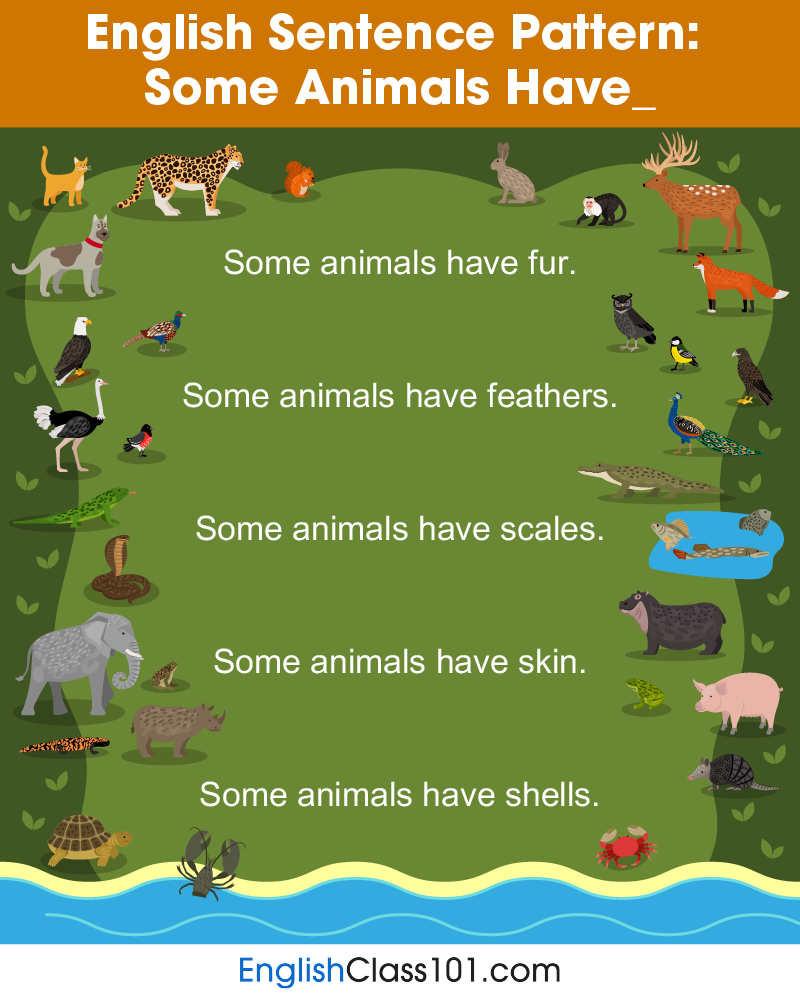 English Sentence Pattern:
Some Animals Have_
Some animals have fur.
Some animals have feathers.
Some animals have scales.
Some animals have skin.
Some animals have shells.
EnglishClass101.com